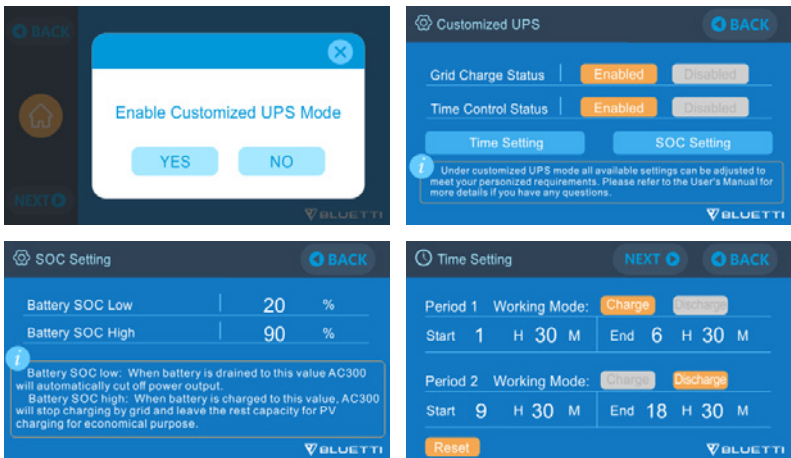 BACK
Enable Customized UPS Mode
YES NO
NEXT
BLUETTI
Customized UPS BACK
Grid Charge Status Enabled Disabled
Time Control Status Enabled Disabled
Time Setting SOC Setting
i
Under customized UPS mode all available settings can be adjusted to
meet your personized requirements. Please refer to the User's Manual for
more details if you have any questions.
BLUETTI
SOC Setting BACK
Battery SOC Low 20 %
Battery SOC High 90 %
i
Battery SOC low: When battery is drained to this value AC300
will automatically cut off power output.
Battery SOC high: When battery is charged to this value, AC300
will stop charging by grid and leave the rest capacity for PV
charging for economical purpose.
BLUETTI
Time Setting NEXT BACK
Period 1 Working Mode: Charge Discharge
Start 1 H 30 M End 6 H 30 M
Period 2 Working Mode: Charge Discharge
Start 9 H 30 M End 18 H 30 M
Reset
BLUETTI